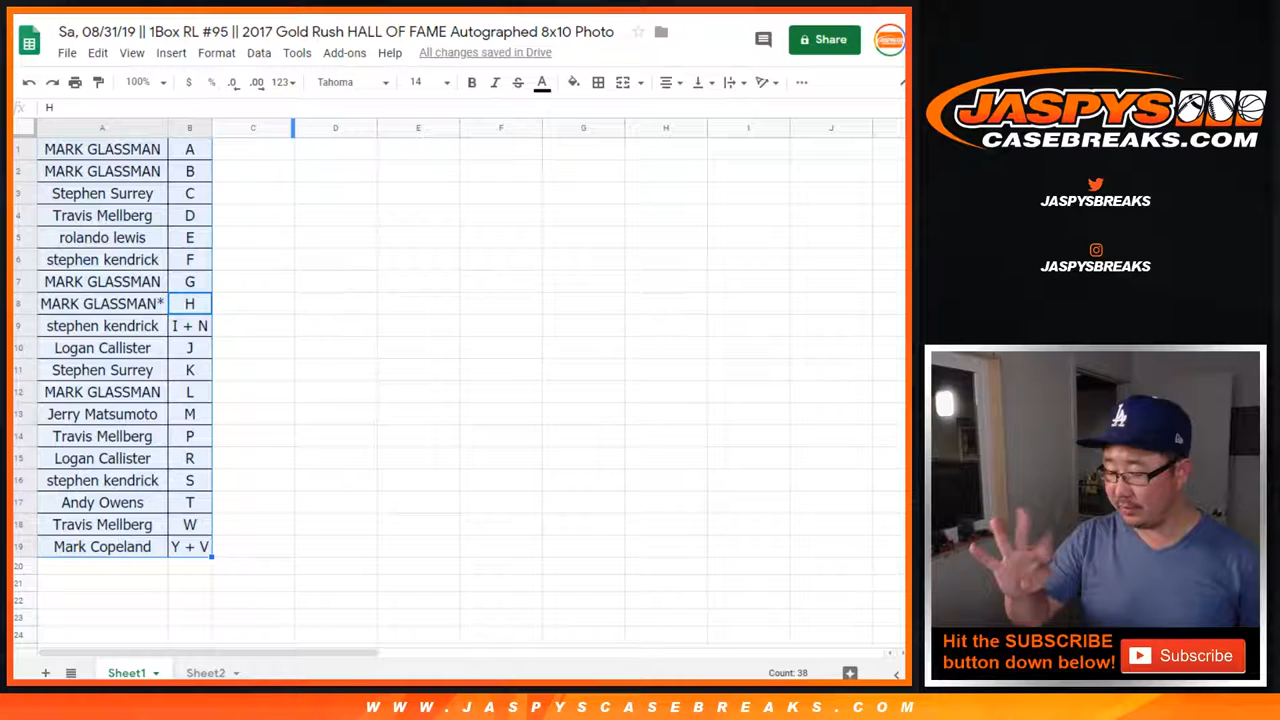 Sa, 08/31/19 || 1Box RL #95 || 2017 Gold Rush HALL OF FAME Autographed 8x10 Photo
File Edit View Insert Format Data Tools Add-ons Help All changes saved in Drive
Share
100% $ % .0 .00 123 Tahoma 14 B I S A
fx H
A B C D E F G H I J
1 MARK GLASSMAN A
2 MARK GLASSMAN B
3 Stephen Surrey C
4 Travis Mellberg D
5 rolando lewis E
6 stephen kendrick F
7 MARK GLASSMAN G
8 MARK GLASSMAN* H
9 stephen kendrick I + N
10 Logan Callister J
11 Stephen Surrey K
12 MARK GLASSMAN L
13 Jerry Matsumoto M
14 Travis Mellberg P
15 Logan Callister R
16 stephen kendrick S
17 Andy Owens T
18 Travis Mellberg W
19 Mark Copeland Y + V
20
21
22
23
24
Sheet1 Sheet2 Count: 38
JASPYS
CASEBREAKS.COM
JASPYSBREAKS
JASPYSBREAKS
LA
Hit the SUBSCRIBE
button down below!
Subscribe
WWW.JASPYSCASEBREAKS.COM